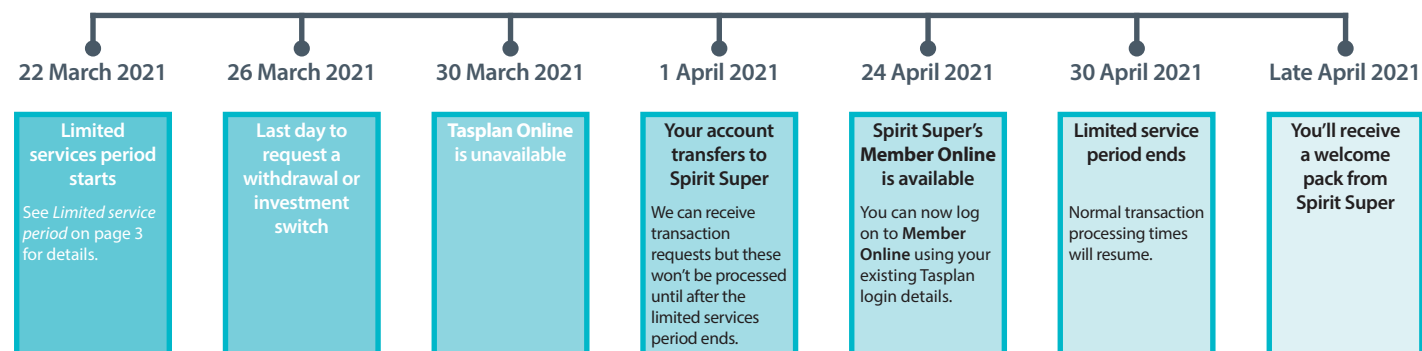 22 March 2021
26 March 2021
30 March 2021
1 April 2021
24 April 2021
30 April 2021
Late April 2021
Limited
services period
starts
See Limited service
period on page 3
for details.
Last day to
request a
withdrawal or
investment
switch
Tasplan Online
is unavailable
Your account
transfers to
Spirit Super
We can receive
transaction
requests but these
won't be processed
until after the
limited services
period ends.
Spirit Super's
Member Online
is available
You can now log
on to Member
Online using your
existing Tasplan
login details.
Limited service
period ends
Normal transaction
processing times
will resume.
You'll receive
a welcome
pack from
Spirit Super